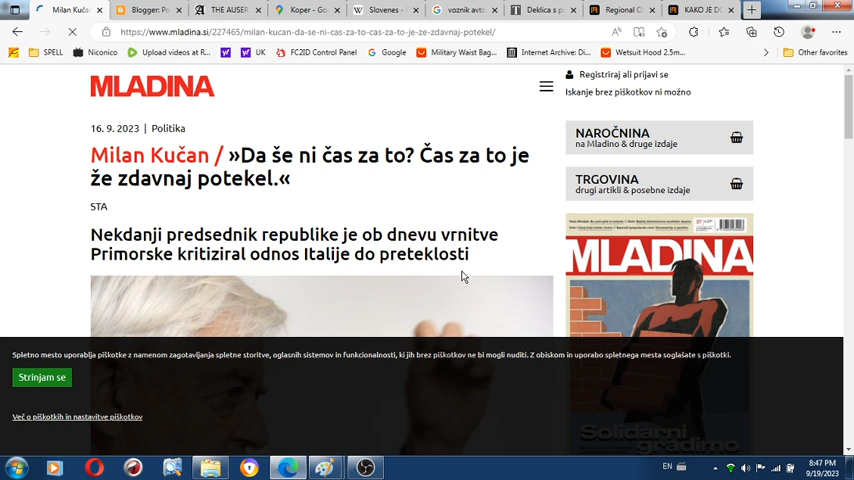 Milan Kučan
Blogger: Po
THE AUSER
Koper - Go
Slovenes -
voznik avto
Deklica s p
Regional O
KAKO JE DO
https://www.mladina.si/227465/milan-kucan-da-se-ni-cas-za-to-cas-za-to-je-ze-zdavnaj-potekel/
SPELL
Niconico
Upload videos at R...
UK
FCZID Control Panel
Google
Military Waist Bag...
Internet Archive: Di...
Wetsuit Hood 2.5m...
Other favorites
MLADINA
Registriraj ali prijavi se
Iskanje brez piškotkov ni možno
16. 9. 2023 | Politika
Milan Kučan / »Da še ni čas za to? Čas za to je
že zdavnaj potekel.«
STA
Nekdanji predsednik republike je ob dnevu vrnitve
Primorske kritiziral odnos Italije do preteklosti
NAROČNINA
na Mladino & druge izdaje
TRGOVINA
drugi artikli & posebne izdaje
MLADINA
Solidarni
gradimo
Spletno mesto uporablja piškotke z namenom zagotavljanja spletne storitve, oglasnih sistemov in funkcionalnosti, ki jih brez piškotkov ne bi mogli nuditi. Z obiskom in uporabo spletnega mesta soglašate s piškotki.
Strinjam se
Več o piškotkih in nastavitve piškotkov
EN
8:47 PM
9/19/2023